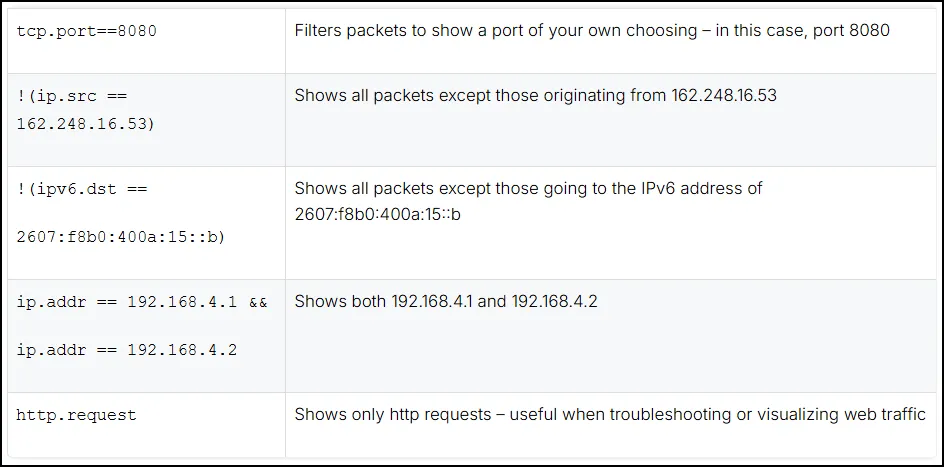 tcp.port==8080
Filters packets to show a port of your own choosing – in this case, port 8080
!(ip.src ==
162.248.16.53)
Shows all packets except those originating from 162.248.16.53
!(ipv6.dst ==
2607:f8b0:400a:15::b)
Shows all packets except those going to the IPv6 address of
2607:f8b0:400a:15::b
ip.addr == 192.168.4.1 &&
ip.addr == 192.168.4.2
Shows both 192.168.4.1 and 192.168.4.2
http.request
Shows only http requests – useful when troubleshooting or visualizing web traffic